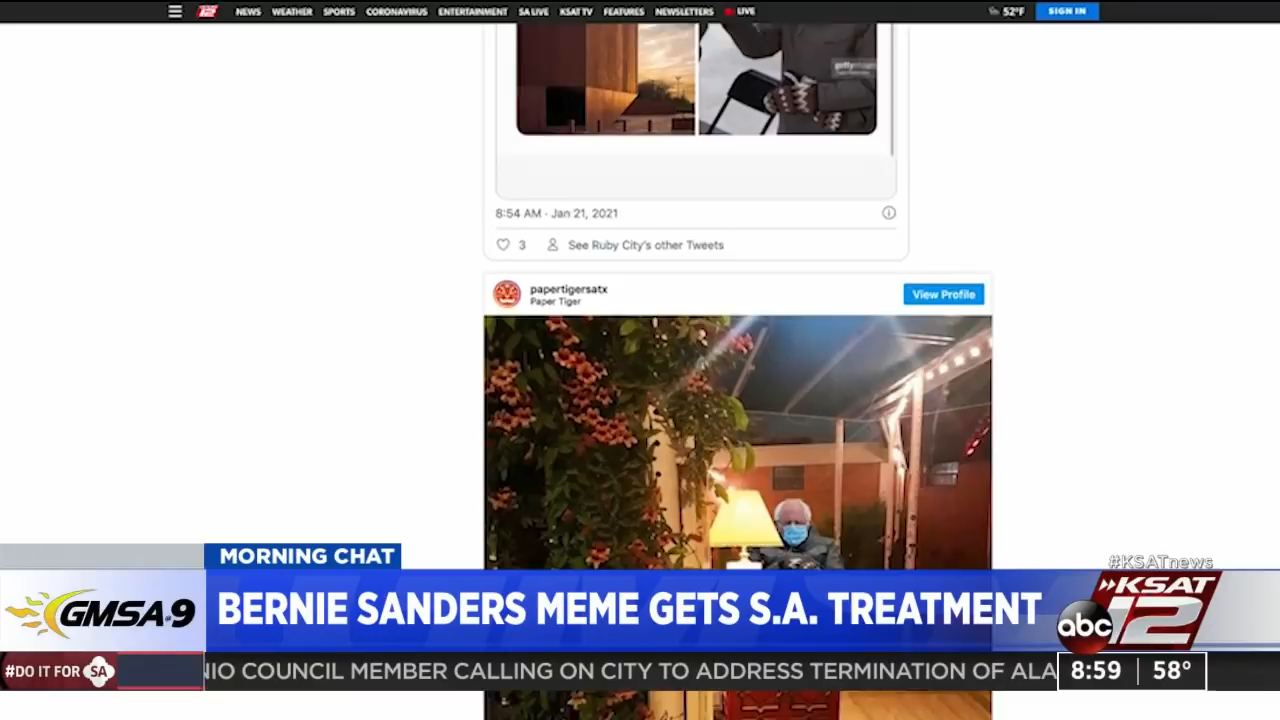 12
NEWS WEATHER SPORTS CORONAVIRUS ENTERTAINMENT SA LIVE KSAT TV FEATURES NEWSLETTERS LIVE 52°F SIGN IN
8:54 AM · Jan 21, 2021
3 See Ruby City's other Tweets
papertigersatx
Paper Tiger
View Profile
MORNING CHAT
#KSATnews
GMSA@9
BERNIE SANDERS MEME GETS S.A. TREATMENT
abc KSAT 12
#DO IT FOR SA
NIO COUNCIL MEMBER CALLING ON CITY TO ADDRESS TERMINATION OF ALA
8:59 58°